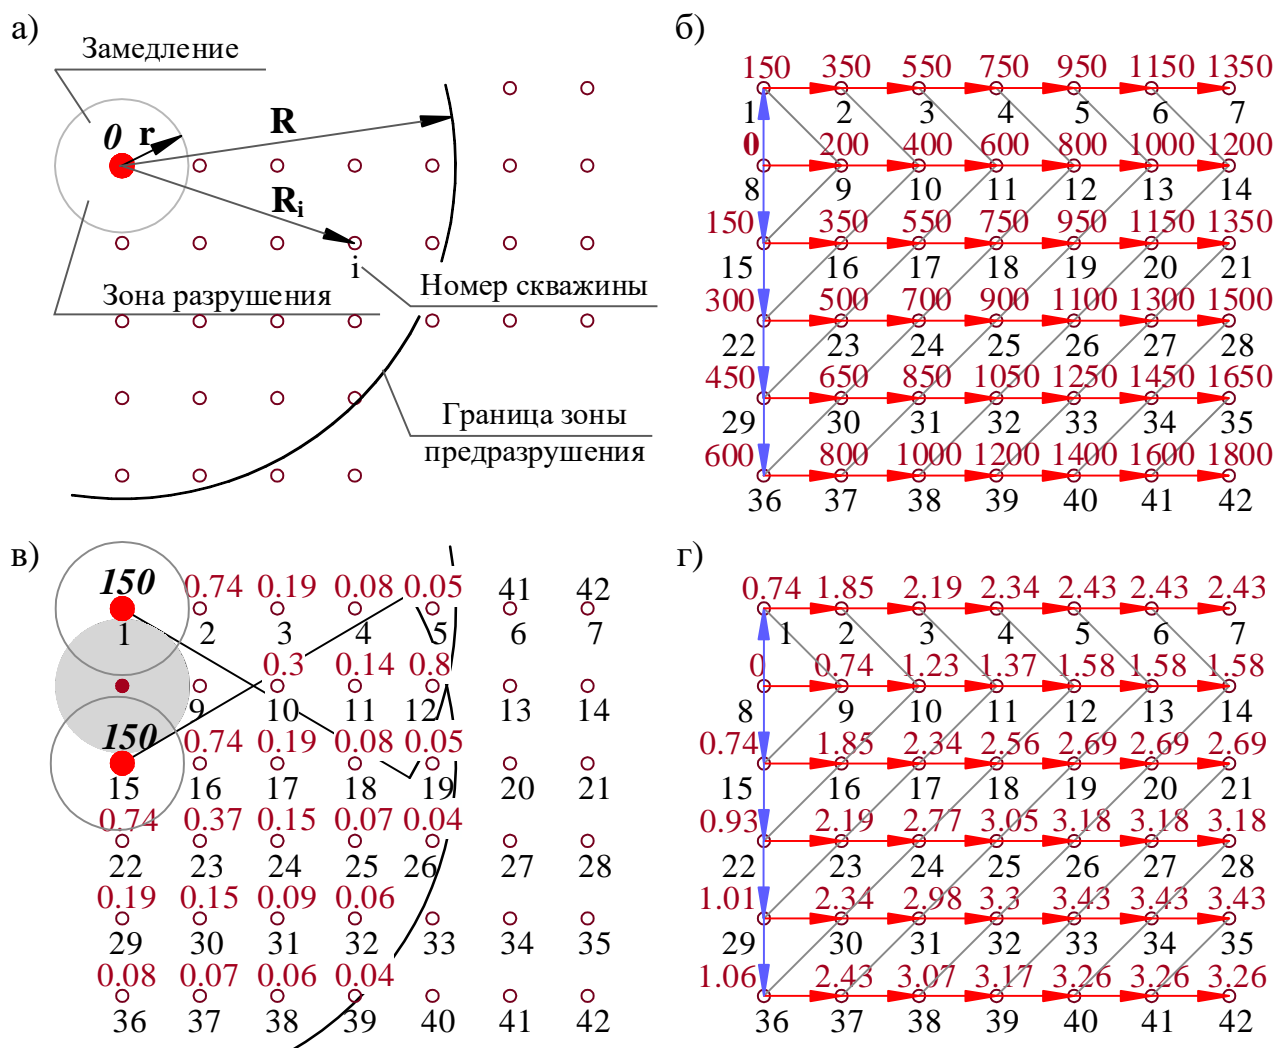 а)
Замедление
0
r
R
Ri
i
Номер скважины
Зона разрушения
Граница зоны
предразрушения
б)
150 350 550 750 950 1150 1350
1 2 3 4 5 6 7
0 200 400 600 800 1000 1200
8 9 10 11 12 13 14
150 350 550 750 950 1150 1350
15 16 17 18 19 20 21
300 500 700 900 1100 1300 1500
22 23 24 25 26 27 28
450 650 850 1050 1250 1450 1650
29 30 31 32 33 34 35
600 800 1000 1200 1400 1600 1800
36 37 38 39 40 41 42
в)
150 0.74 0.19 0.08 0.05 41 42
1 2 3 4 5 6 7
0.3 0.14 0.8
9 10 11 12 13 14
150 0.74 0.19 0.08 0.05
15 16 17 18 19 20 21
0.74 0.37 0.15 0.07 0.04
22 23 24 25 26 27 28
0.19 0.15 0.09 0.06
29 30 31 32 33 34 35
0.08 0.07 0.06 0.04
36 37 38 39 40 41 42
г)
0.74 1.85 2.19 2.34 2.43 2.43 2.43
1 2 3 4 5 6 7
0 0.74 1.23 1.37 1.58 1.58 1.58
8 9 10 11 12 13 14
0.74 1.85 2.34 2.56 2.69 2.69 2.69
15 16 17 18 19 20 21
0.93 2.19 2.77 3.05 3.18 3.18 3.18
22 23 24 25 26 27 28
1.01 2.34 2.98 3.3 3.43 3.43 3.43
29 30 31 32 33 34 35
1.06 2.43 3.07 3.17 3.26 3.26 3.26
36 37 38 39 40 41 42